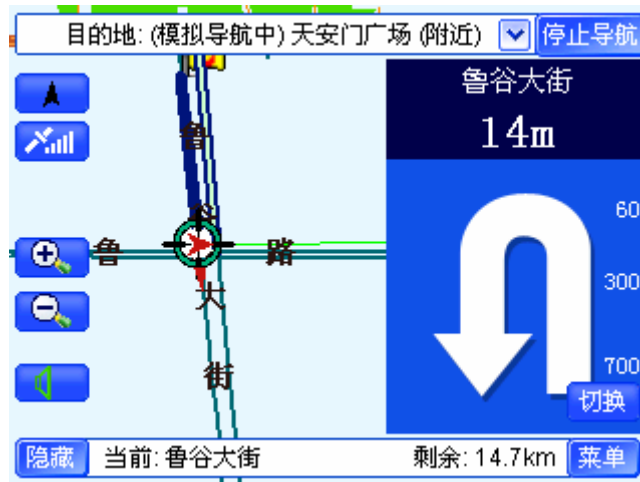 目的地: (模拟导航中) 天安门广场 (附近)
停止导航
鲁谷大街
14m
60
300
700
切换
鲁
谷
大
街
鲁 路
隐藏
当前: 鲁谷大街
剩余: 14.7km
菜单